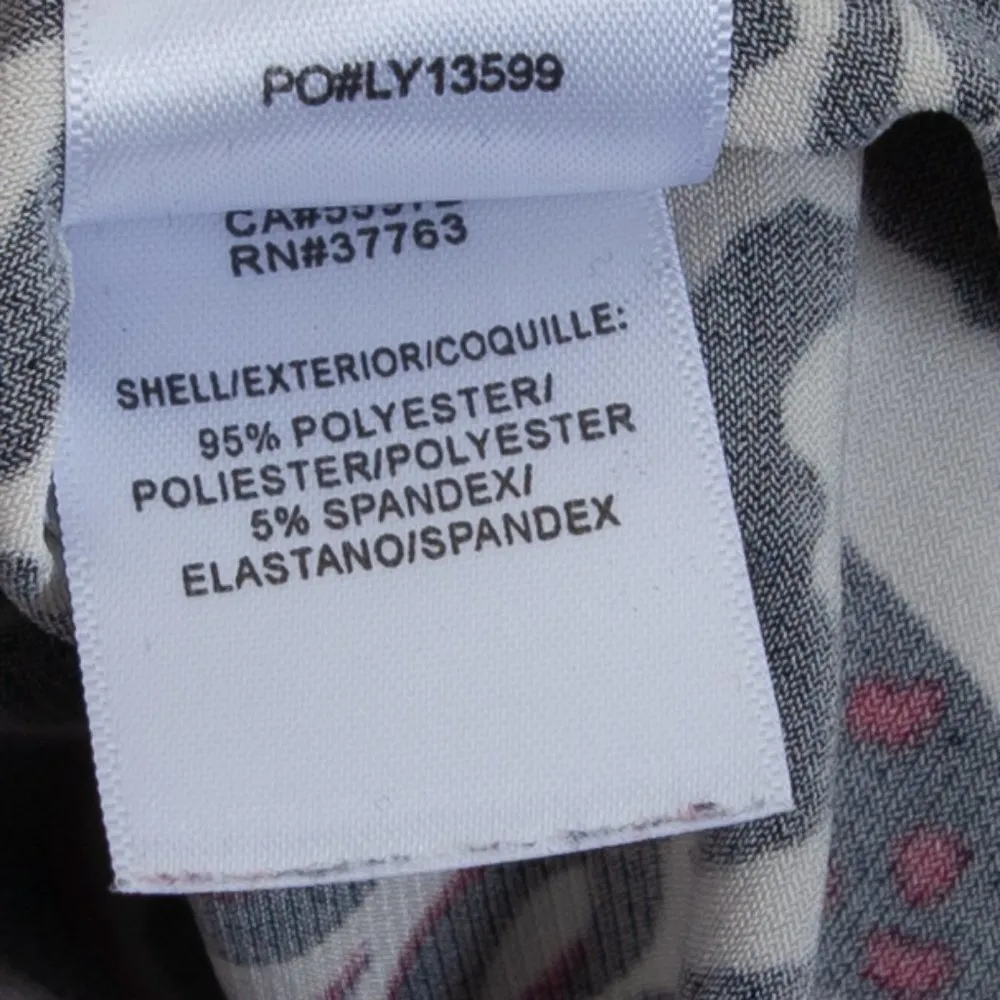 PO#LY13599
RN#37763
SHELL/EXTERIOR/COQUILLE:
95% POLYESTER/
POLIESTER/POLYESTER
5% SPANDEX/
ELASTANO/SPANDEX